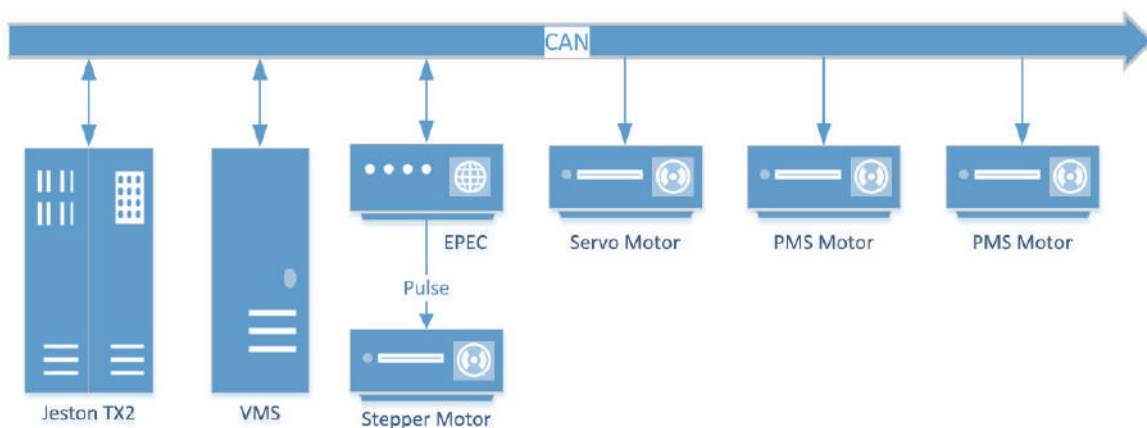 CAN
EPEC
Servo Motor
PMS Motor
PMS Motor
Pulse
Jeston TX2
VMS
Stepper Motor